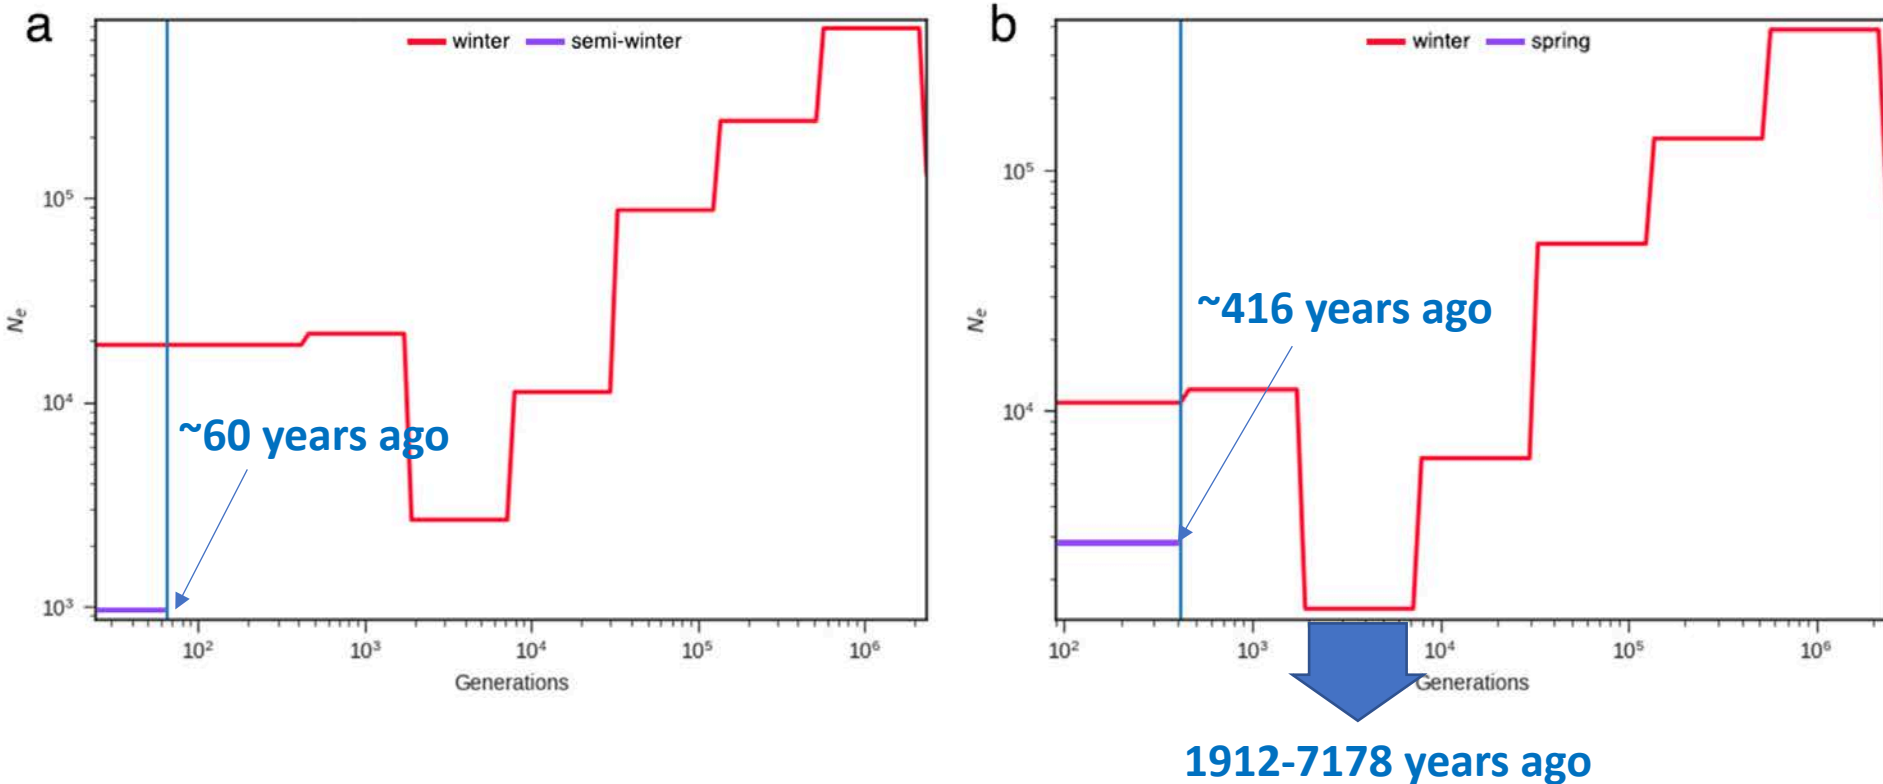 a
winter semi-winter
10⁵
10⁴
10³
Nₑ
~60 years ago
10² 10³ 10⁴ 10⁵ 10⁶
Generations
b
winter spring
10⁵
10⁴
Nₑ
~416 years ago
10² 10³ 10⁴ 10⁵ 10⁶
Generations
1912-7178 years ago